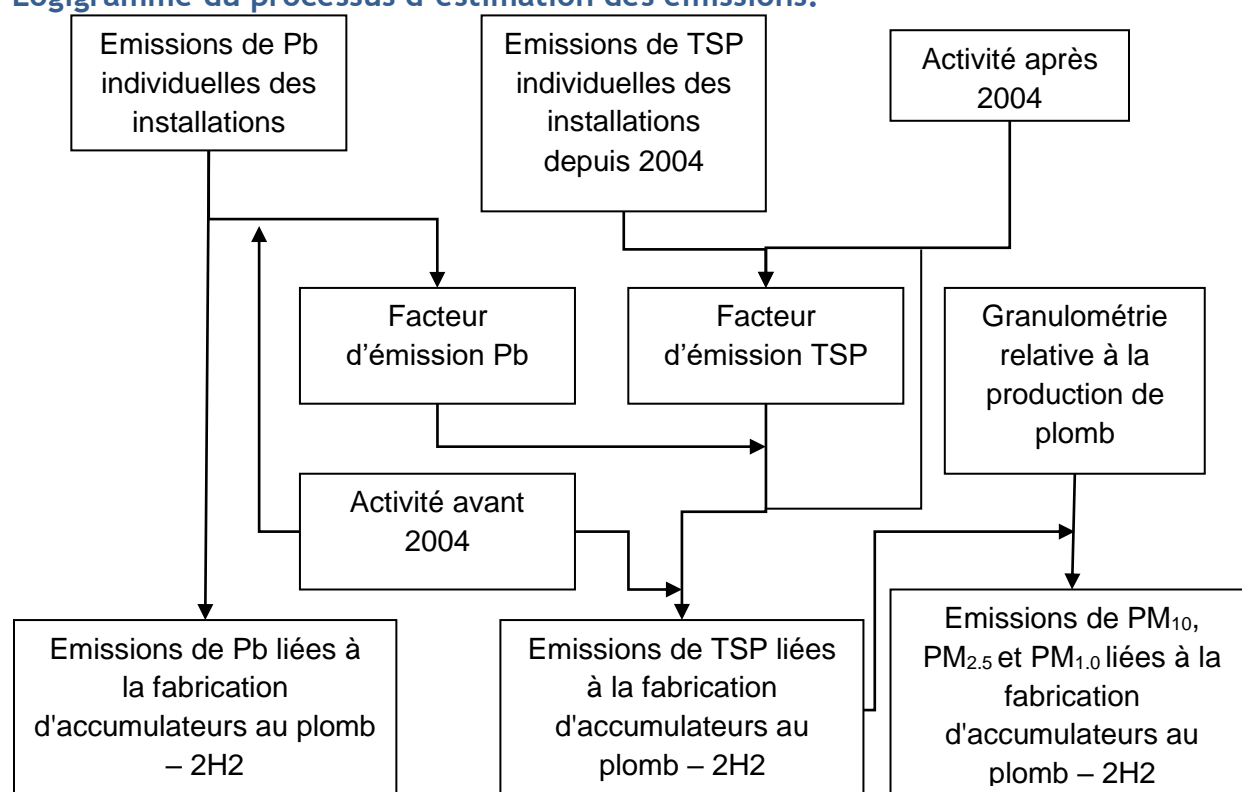 Logigramme du processus d'estimation des émissions.
Emissions de Pb
individuelles des
installations
Emissions de TSP
individuelles des
installations
depuis 2004
Activité après
2004
Facteur
d'émission Pb
Facteur
d'émission TSP
Granulométrie
relative à la
production de
plomb
Activité avant
2004
Emissions de Pb liées à
la fabrication
d'accumulateurs au plomb
– 2H2
Emissions de TSP liées
à la fabrication
d'accumulateurs au
plomb – 2H2
Emissions de PM₁₀,
PM₂.₅ et PM₁.₀ liées à la
fabrication
d'accumulateurs au
plomb – 2H2